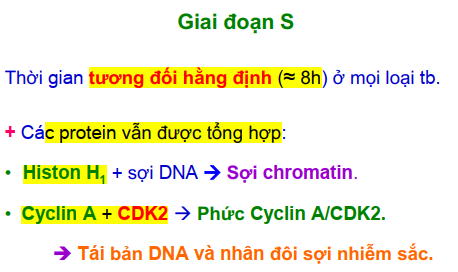 Giai đoạn S
Thời gian tương đối hằng định (≈ 8h) ở mọi loại tb.
+ Các protein vẫn được tổng hợp:
• Histon H₁ + sợi DNA ➔ Sợi chromatin.
• Cyclin A + CDK2 → Phức Cyclin A/CDK2.
➔ Tái bản DNA và nhân đôi sợi nhiễm sắc.